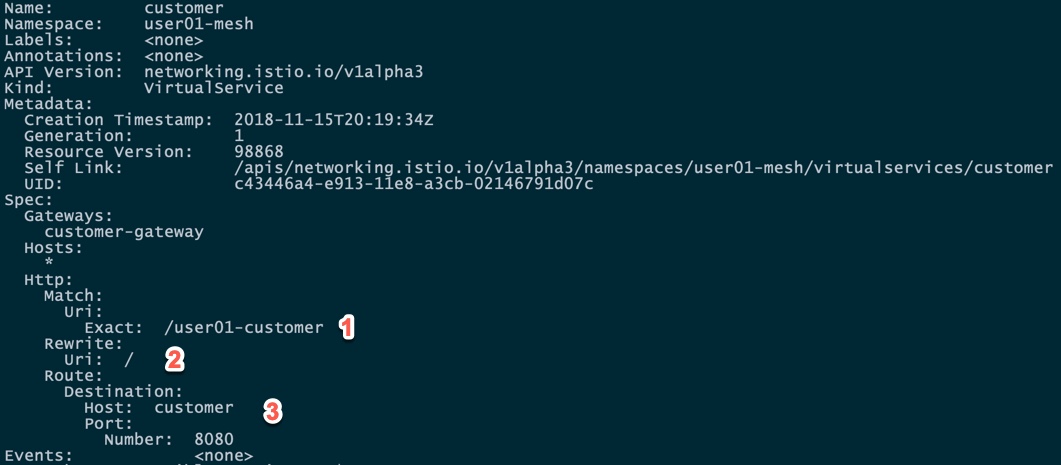 Name:         customer
Namespace:    user01-mesh
Labels:       <none>
Annotations:  <none>
API Version:  networking.istio.io/v1alpha3
Kind:         VirtualService
Metadata:
  Creation Timestamp:  2018-11-15T20:19:34Z
  Generation:          1
  Resource Version:    98868
  Self Link:           /apis/networking.istio.io/v1alpha3/namespaces/user01-mesh/virtualservices/customer
  UID:                 c43446a4-e913-11e8-a3cb-02146791d07c
Spec:
  Gateways:
    customer-gateway
  Hosts:
    *
  Http:
    Match:
      Uri:
        Exact:  /user01-customer 1
    Rewrite:
      Uri:  / 2
    Route:
      Destination:
        Host:  customer 3
        Port:
          Number:  8080
Events:            <none>